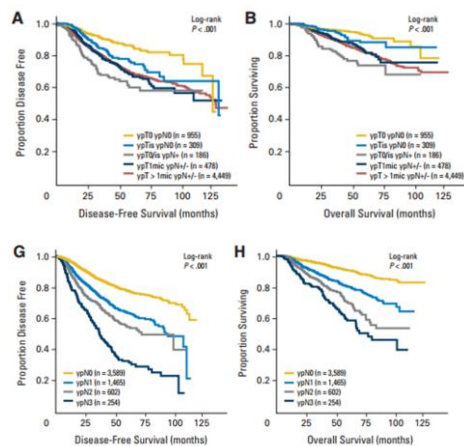 A
Log-rank
P < .001
Proportion Disease Free
1.0
0.8
0.6
0.4
0.2
ypT0 ypN0 (n = 955)
ypTis ypN0 (n = 309)
ypT0/is ypN+ (n = 186)
ypT1mic ypN+/- (n = 478)
ypT > 1mic ypN+/- (n = 4,449)
0 25 50 75 100 125
Disease-Free Survival (months)
B
Log-rank
P < .001
Proportion Surviving
1.0
0.8
0.6
0.4
0.2
ypT0 ypN0 (n = 955)
ypTis ypN0 (n = 309)
ypT0/is ypN+ (n = 186)
ypT1mic ypN+/- (n = 478)
ypT > 1mic ypN+/- (n = 4,449)
0 25 50 75 100 125
Overall Survival (months)
G
Log-rank
P < .001
Proportion Disease Free
1.0
0.8
0.6
0.4
0.2
ypN0 (n = 3,589)
ypN1 (n = 1,465)
ypN2 (n = 602)
ypN3 (n = 254)
0 25 50 75 100 125
Disease-Free Survival (months)
H
Log-rank
P < .001
Proportion Surviving
1.0
0.8
0.6
0.4
0.2
ypN0 (n = 3,589)
ypN1 (n = 1,465)
ypN2 (n = 602)
ypN3 (n = 254)
0 25 50 75 100 125
Overall Survival (months)